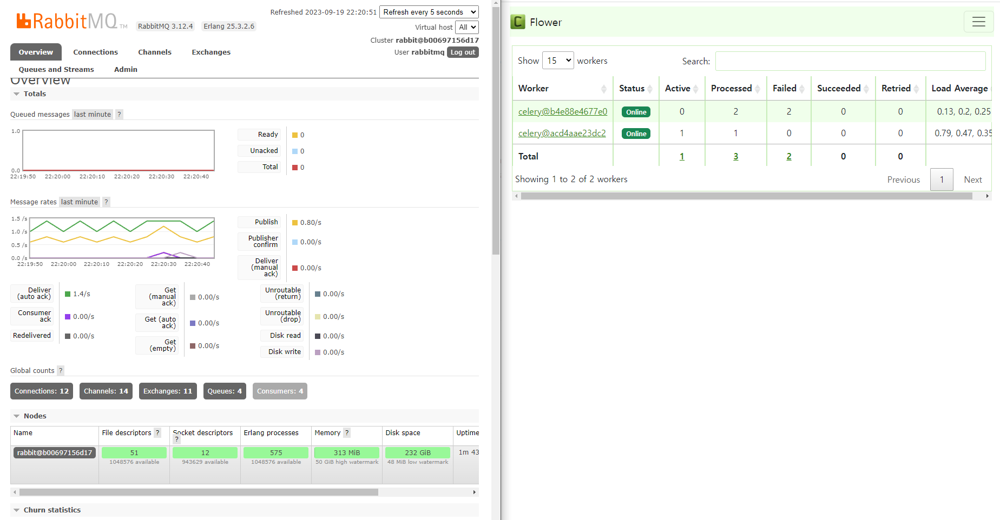 Refreshed 2023-09-19 22:20:51 Refresh every 5 seconds
RabbitMQ TM RabbitMQ 3.12.4 Erlang 25.3.2.6
Virtual host All
Cluster rabbit@b00697156d17
User rabbitmq Log out
Overview Connections Channels Exchanges
Queues and Streams Admin
Overview
Totals
Queued messages last minute ?
1.0
0.0
22:19:50 22:20:00 22:20:10 22:20:20 22:20:30 22:20:40
Ready 0
Unacked 0
Total 0
Message rates last minute ?
1.5 /s
1.0 /s
0.5 /s
0.0 /s
22:19:50 22:20:00 22:20:10 22:20:20 22:20:30 22:20:40
Publish 0.80/s
Publisher
confirm 0.00/s
Deliver
(manual
ack) 0.00/s
Deliver
(auto ack) 1.4/s
Consumer
ack 0.00/s
Redelivered 0.00/s
Get
(manual
ack) 0.00/s
Get (auto
ack) 0.00/s
Get
(empty) 0.00/s
Unroutable
(return) 0.00/s
Unroutable
(drop) 0.00/s
Disk read 0.00/s
Disk write 0.00/s
Global counts ?
Connections: 12 Channels: 14 Exchanges: 11 Queues: 4 Consumers: 4
Nodes
Name File descriptors ? Socket descriptors ? Erlang processes Memory ? Disk space Uptime
rabbit@b00697156d17 51 12 575 313 MiB 232 GiB 1m 43
1048576 available 943629 available 1048576 available 50 GiB high watermark 48 MiB low watermark
Churn statistics
C Flower
Show 15 workers Search:
Worker Status Active Processed Failed Succeeded Retried Load Average
celery@b4e88e4677e0 Online 0 2 2 0 0 0.13, 0.2, 0.25
celery@acd4aae23dc2 Online 1 1 0 0 0 0.79, 0.47, 0.35
Total 1 3 2 0 0
Showing 1 to 2 of 2 workers Previous 1 Next